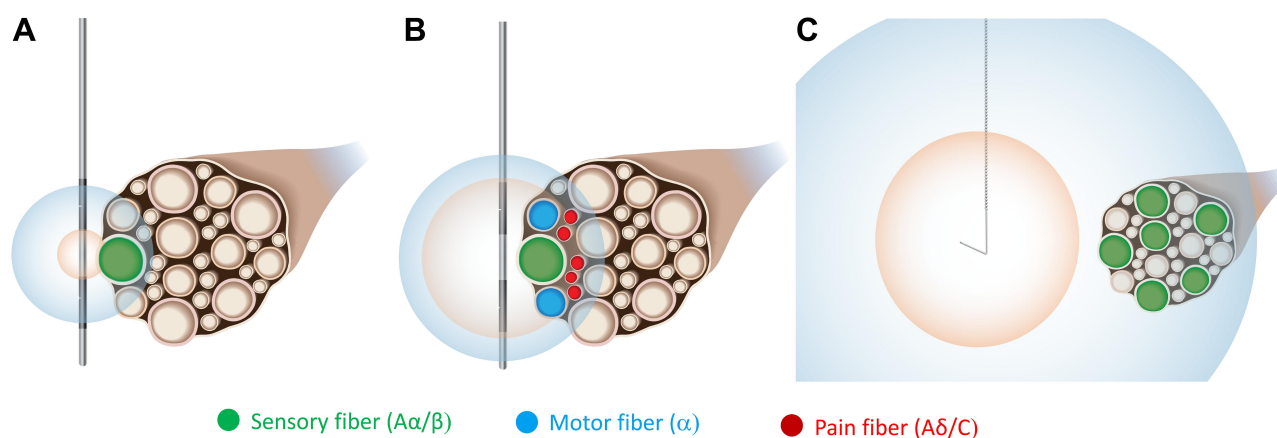 A
B
C
Sensory fiber (Aα/β)
Motor fiber (α)
Pain fiber (Aδ/C)